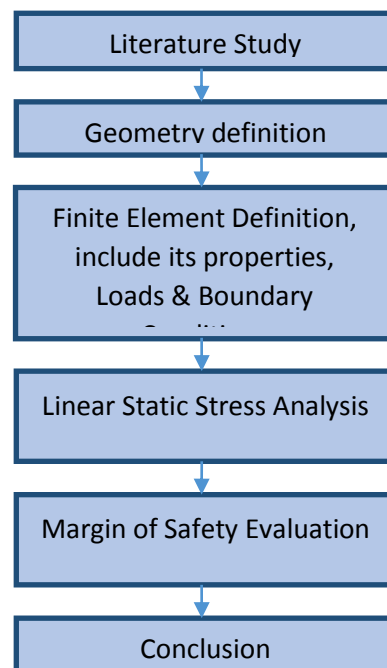 Literature Study
Geometry definition
Finite Element Definition,
include its properties,
Loads & Boundary
Linear Static Stress Analysis
Margin of Safety Evaluation
Conclusion